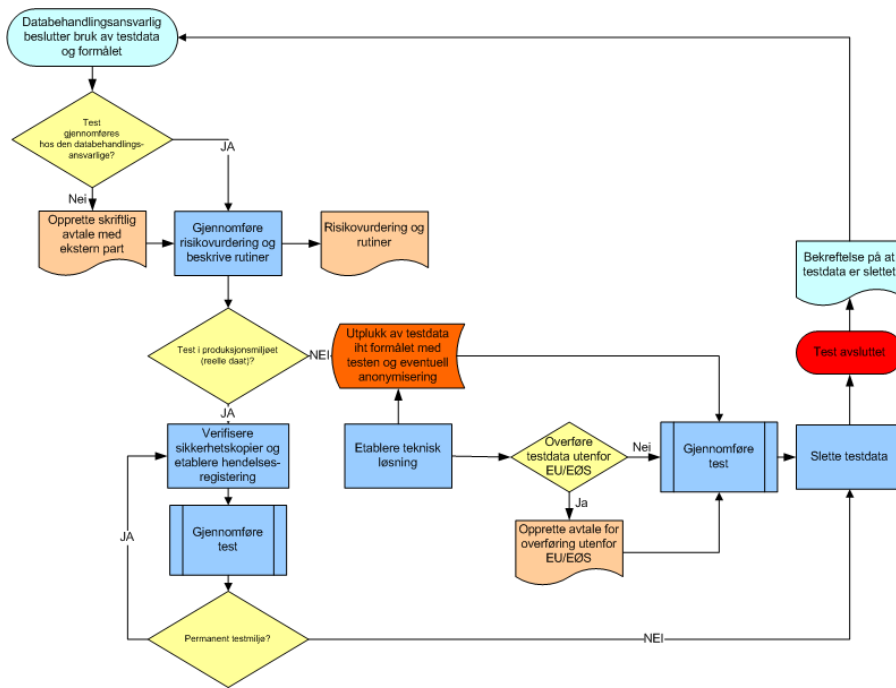 Databehandlingsansvarlig
beslutter bruk av testdata
og formålet
Test
gjennomføres
hos den databehandlings-
ansvarlige?
JA
Nei
Opprette skriftlig
avtale med
ekstern part
Gjennomføre
risikovurdering og
beskrive rutiner
Risikovurdering og
rutiner
Bekreftelse på at
testdata er slettet
Test i produksjonsmiljøet
(reelle daat)?
NEI
Utplukk av testdata
iht formålet med
testen og eventuell
anonymisering
Test avsluttet
JA
Verifisere
sikkerhetskopier og
etablere hendelses-
registering
Etablere teknisk
løsning
Overføre
testdata utenfor
EU/EØS
Nei
Gjennomføre
test
Slette testdata
Ja
Opprette avtale for
overføring utenfor
EU/EØS
JA
Gjennomføre
test
Permanent testmiljø?
NEI